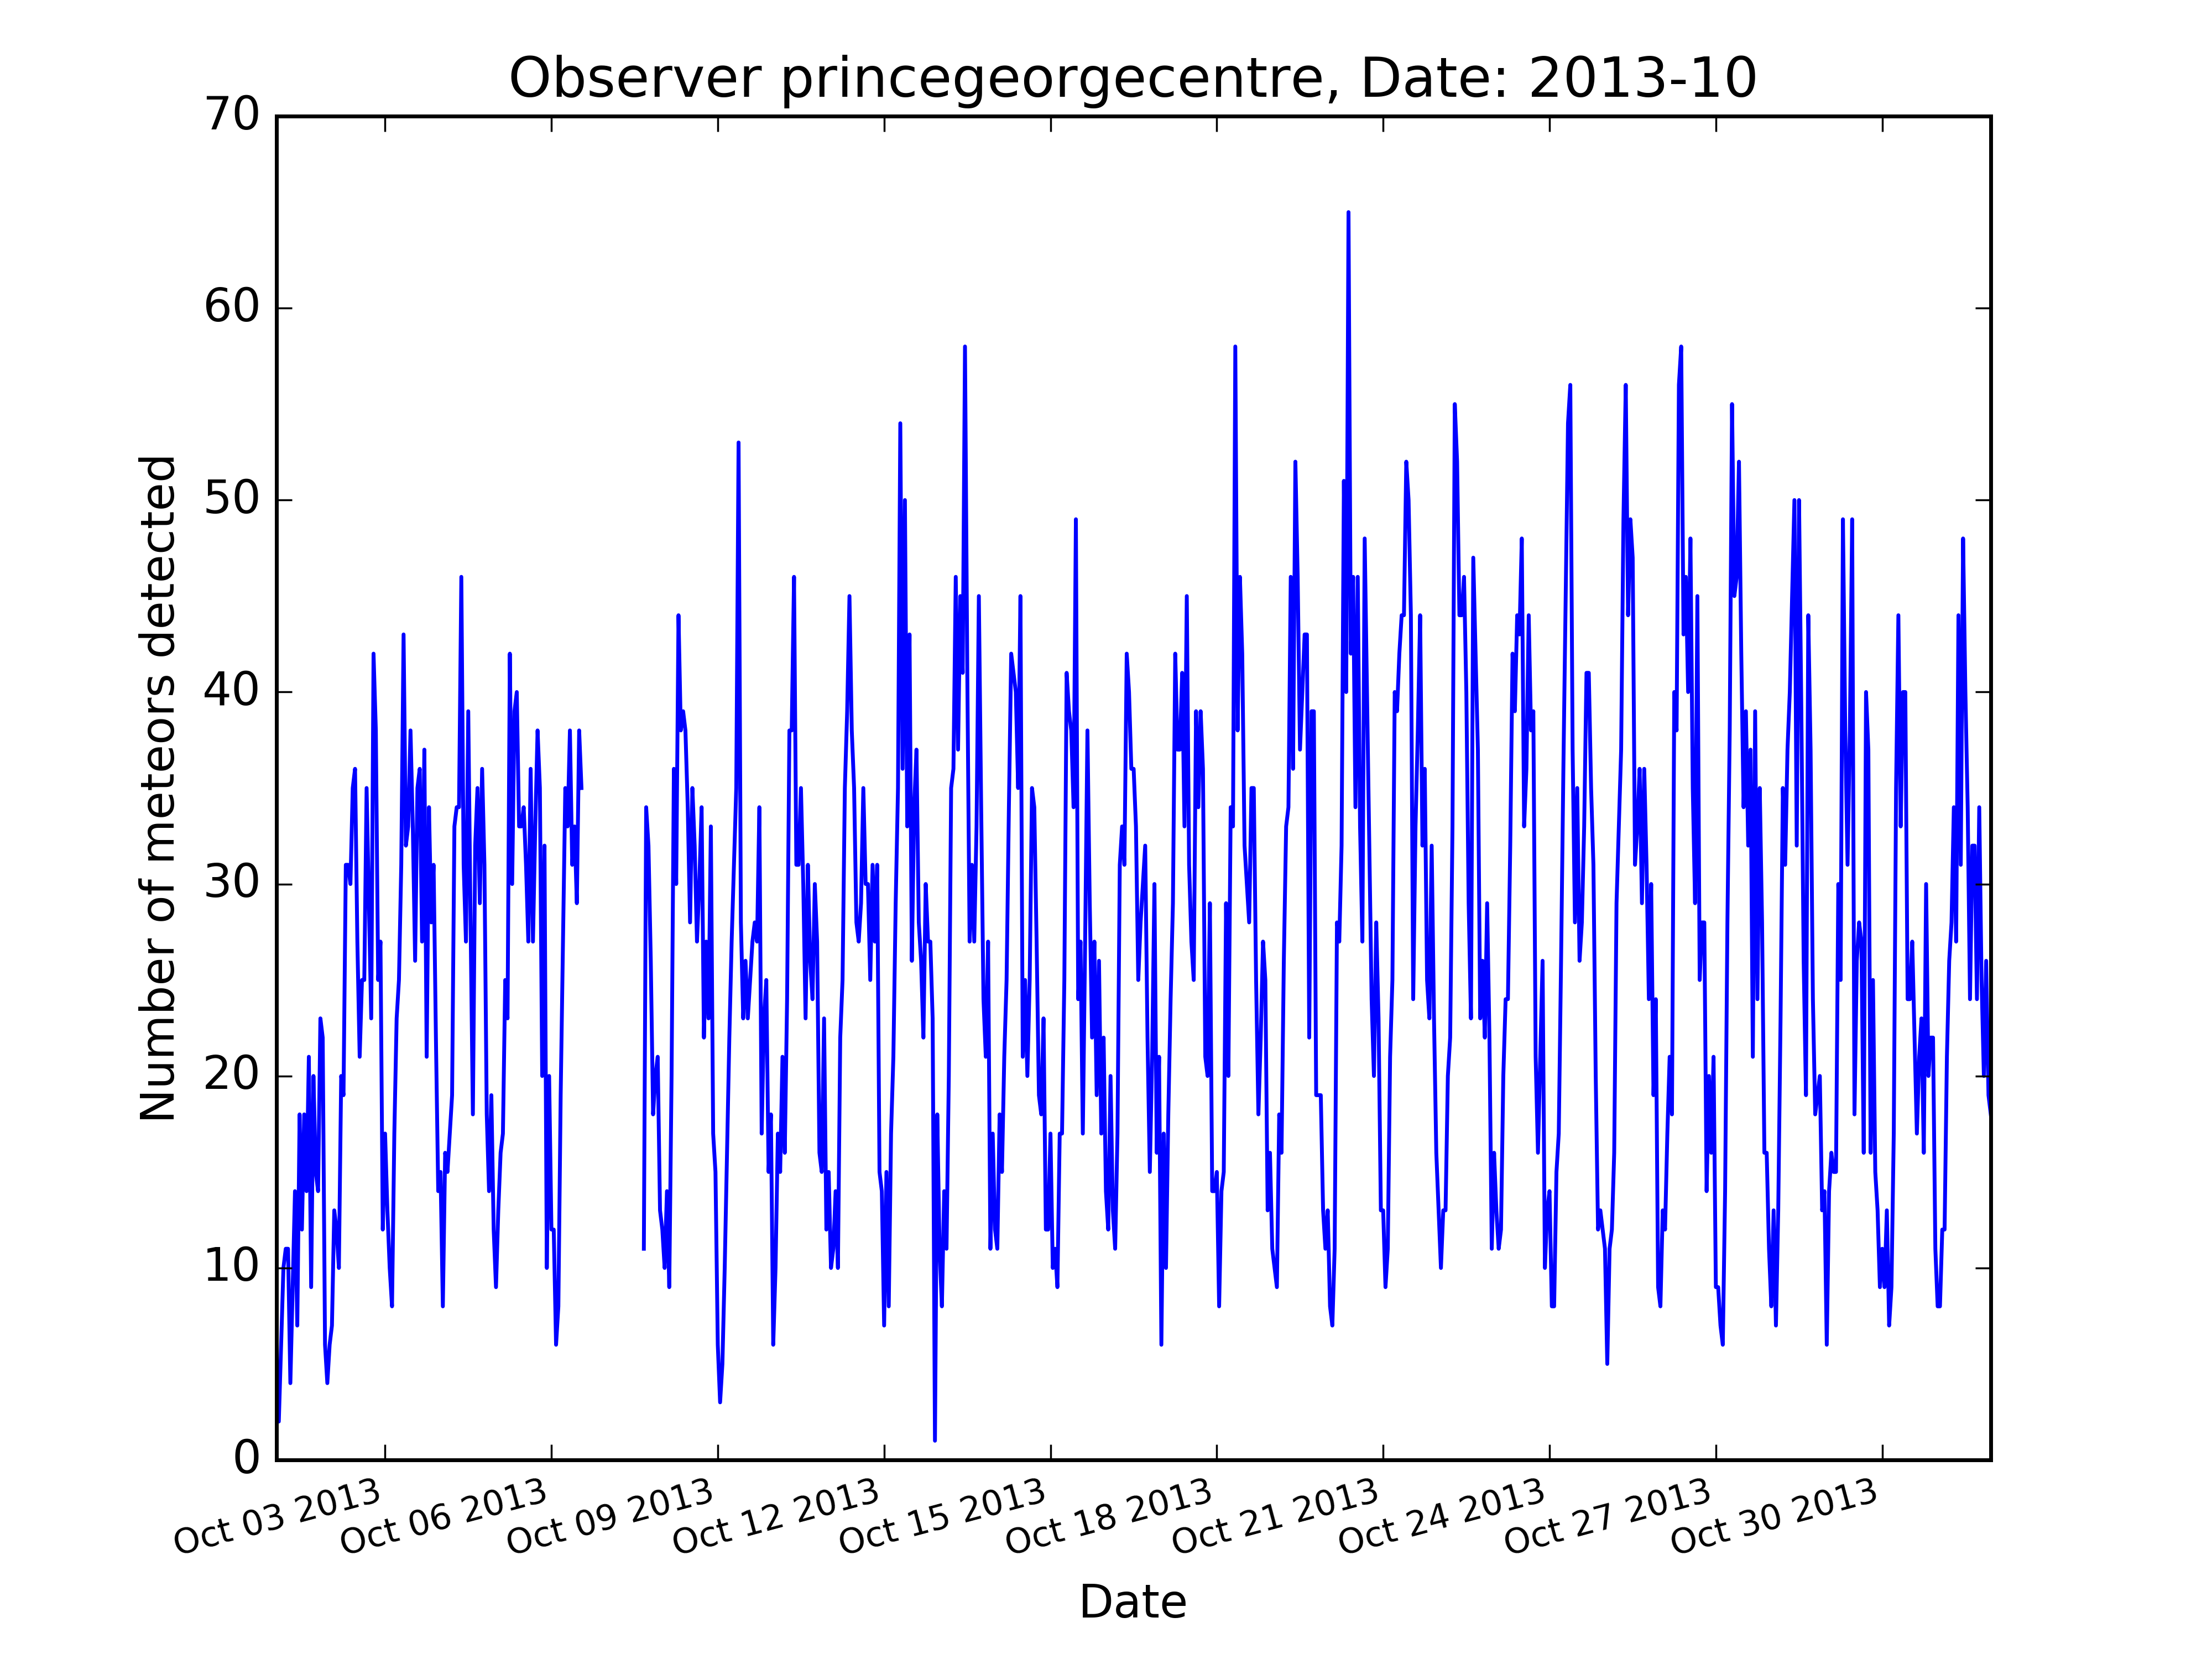 Observer princegeorgecentre, Date: 2013-10
70
60
50
40
30
20
10
0
Number of meteors detected
Oct 03 2013
Oct 06 2013
Oct 09 2013
Oct 12 2013
Oct 15 2013
Oct 18 2013
Oct 21 2013
Oct 24 2013
Oct 27 2013
Oct 30 2013
Date